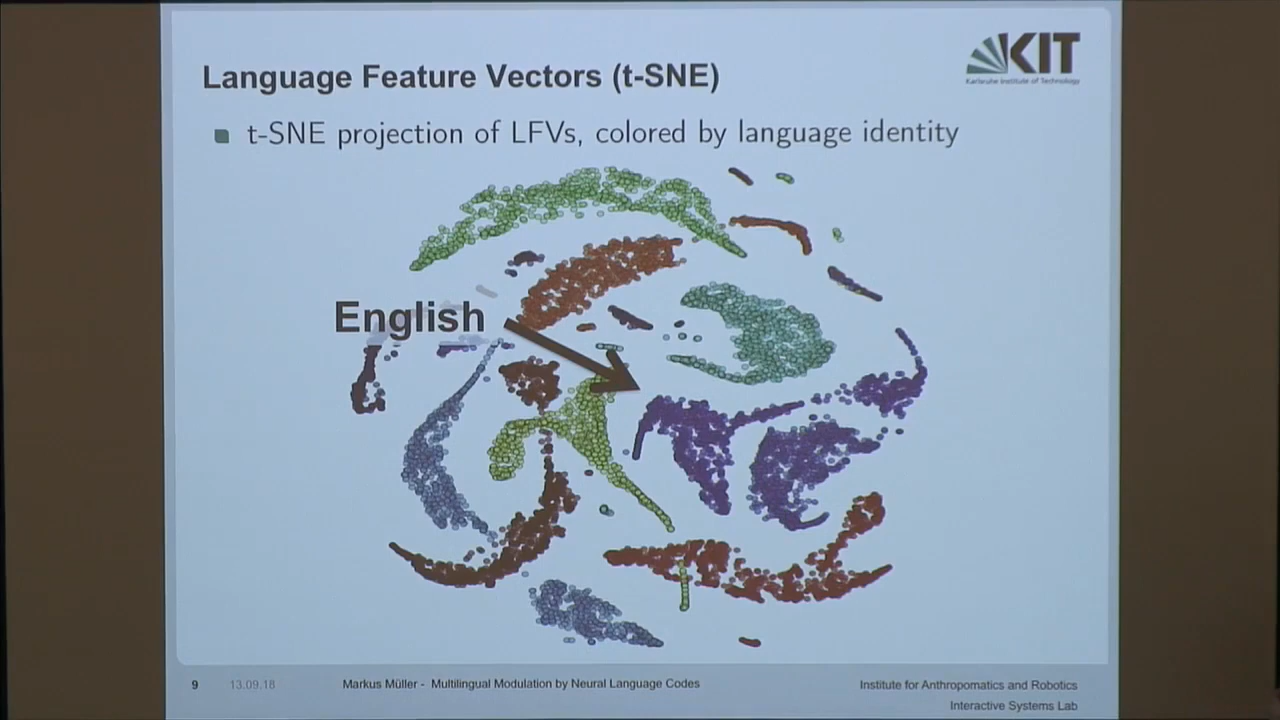 KIT
Karlsruhe Institute of Technology
Language Feature Vectors (t-SNE)
t-SNE projection of LFVs, colored by language identity
English
9
13.09.18
Markus Müller - Multilingual Modulation by Neural Language Codes
Institute for Anthropomatics and Robotics
Interactive Systems Lab